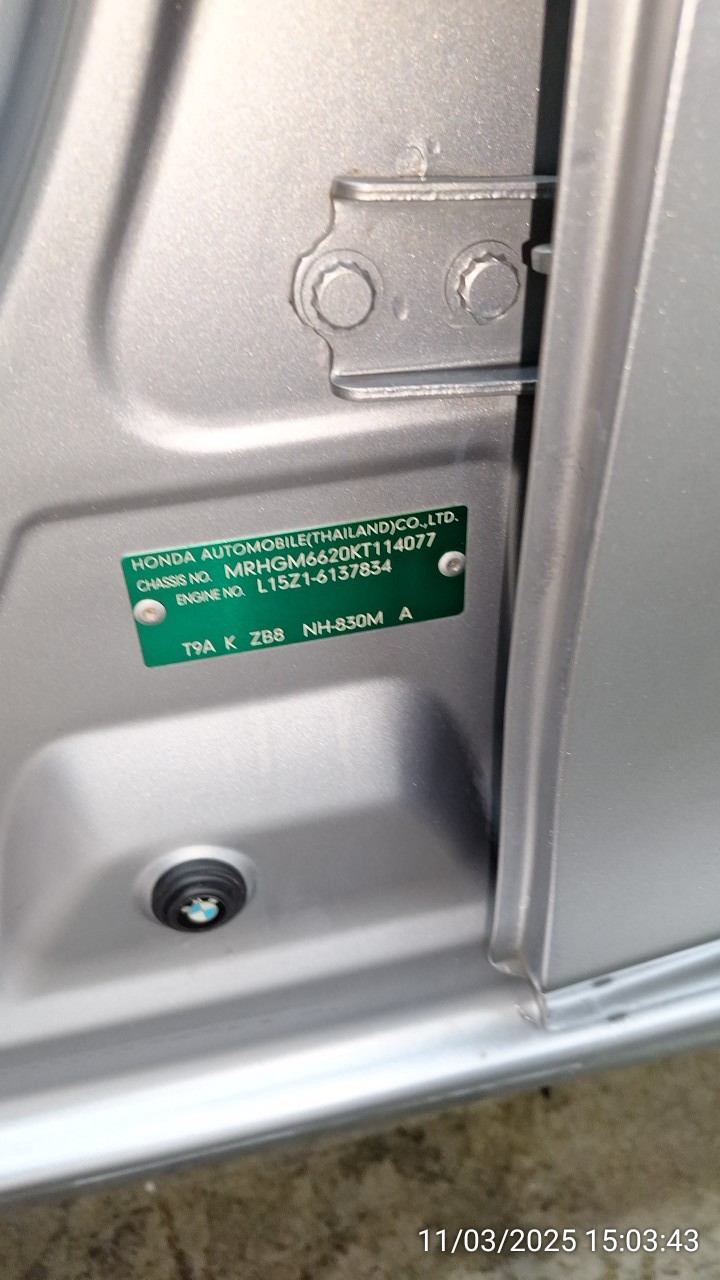 HONDA AUTOMOBILE(THAILAND)CO.,LTD.
CHASSIS NO. MRHGM6620KT114077
ENGINE NO. L15Z1-6137834
T9A K ZB8 NH-830M A
11/03/2025 15:03:43